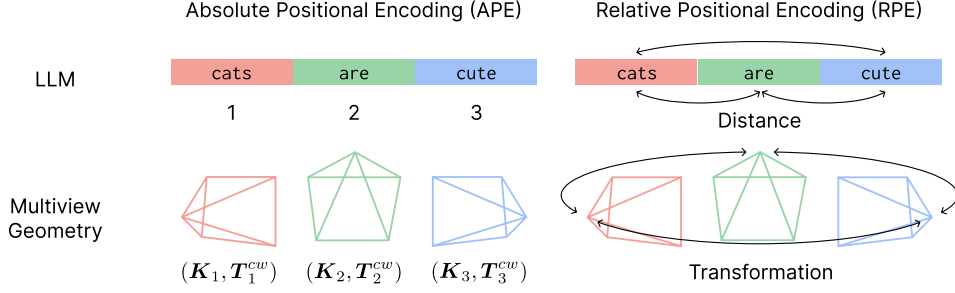 Absolute Positional Encoding (APE)
Relative Positional Encoding (RPE)
LLM
cats are cute
cats are cute
1 2 3
Distance
Multiview
Geometry
(K₁, T₁ᶜʷ) (K₂, T₂ᶜʷ) (K₃, T₃ᶜʷ)
Transformation